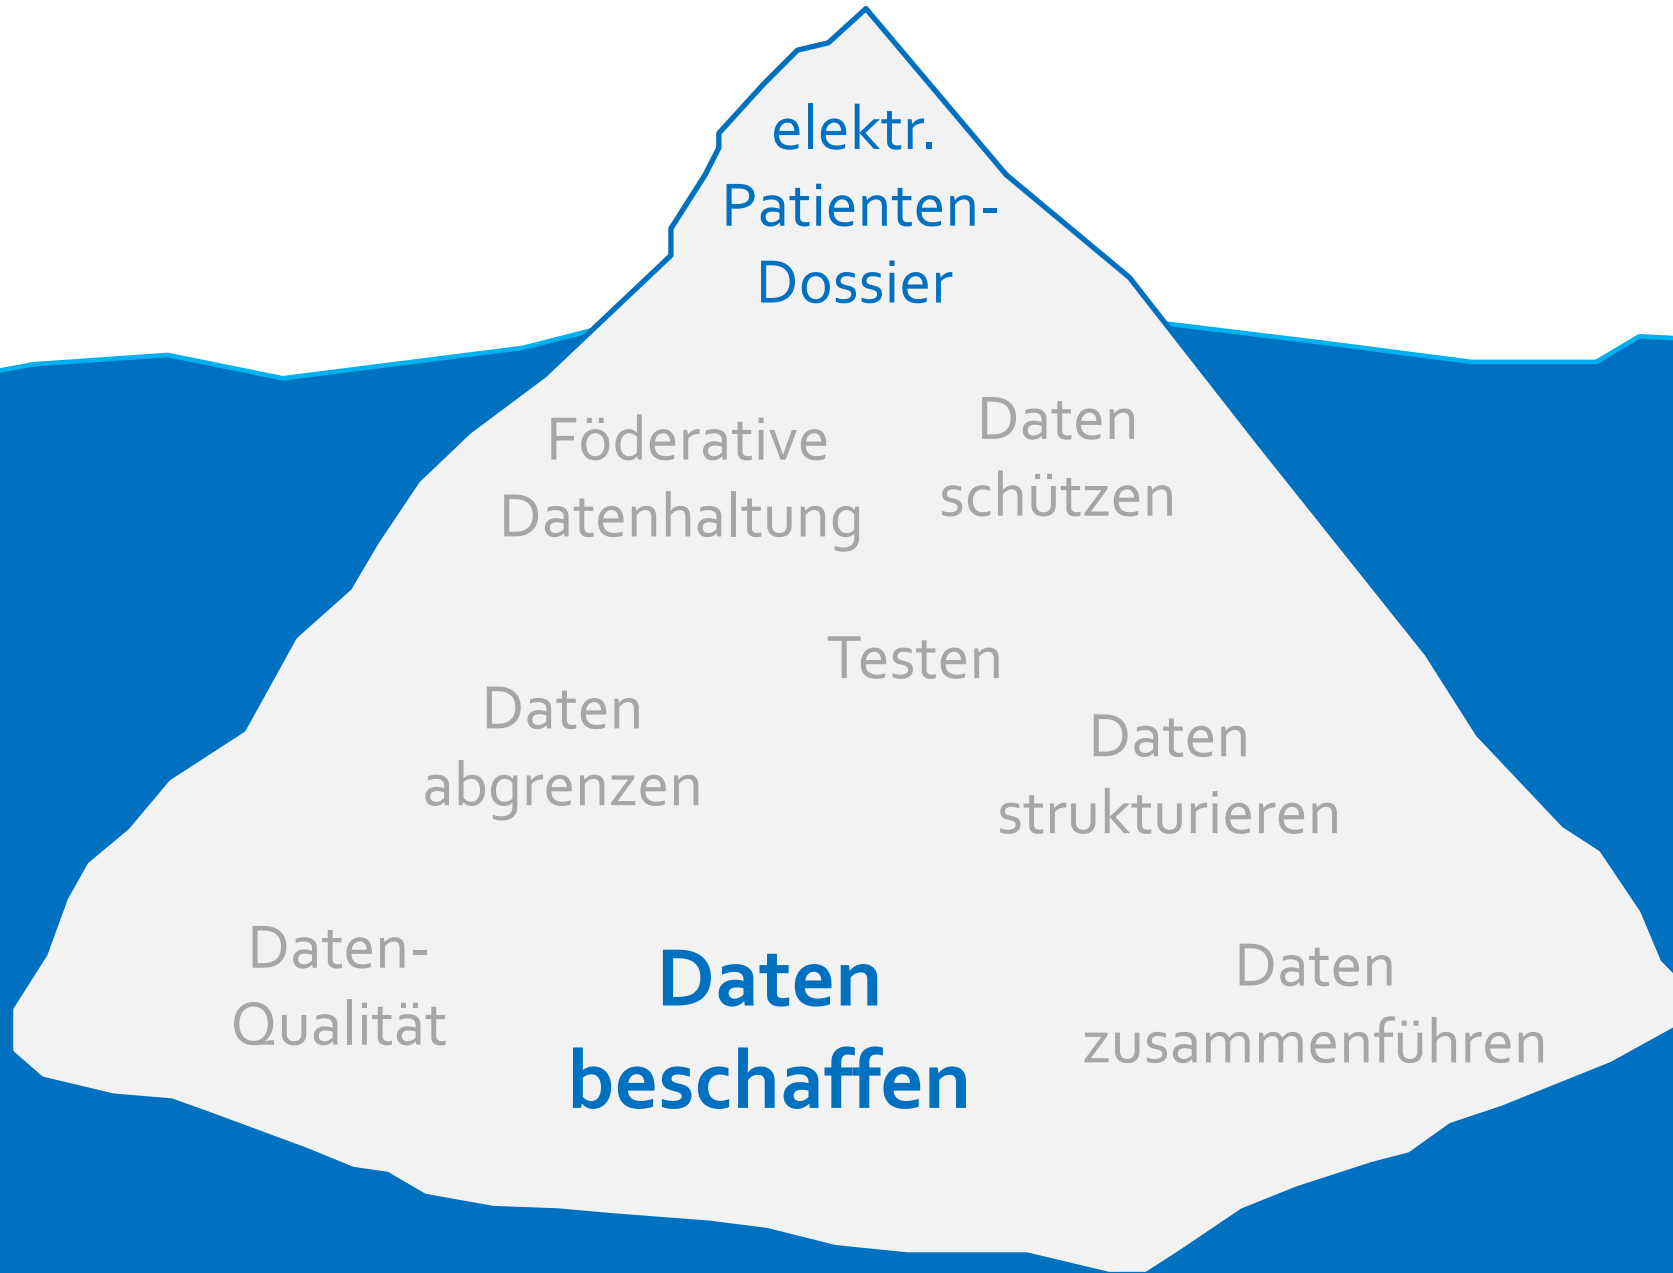 elektr.
Patienten-
Dossier
Föderative
Datenhaltung
Daten
schützen
Testen
Daten
abgrenzen
Daten
strukturieren
Daten-
Qualität
Daten
beschaffen
Daten
zusammenführen